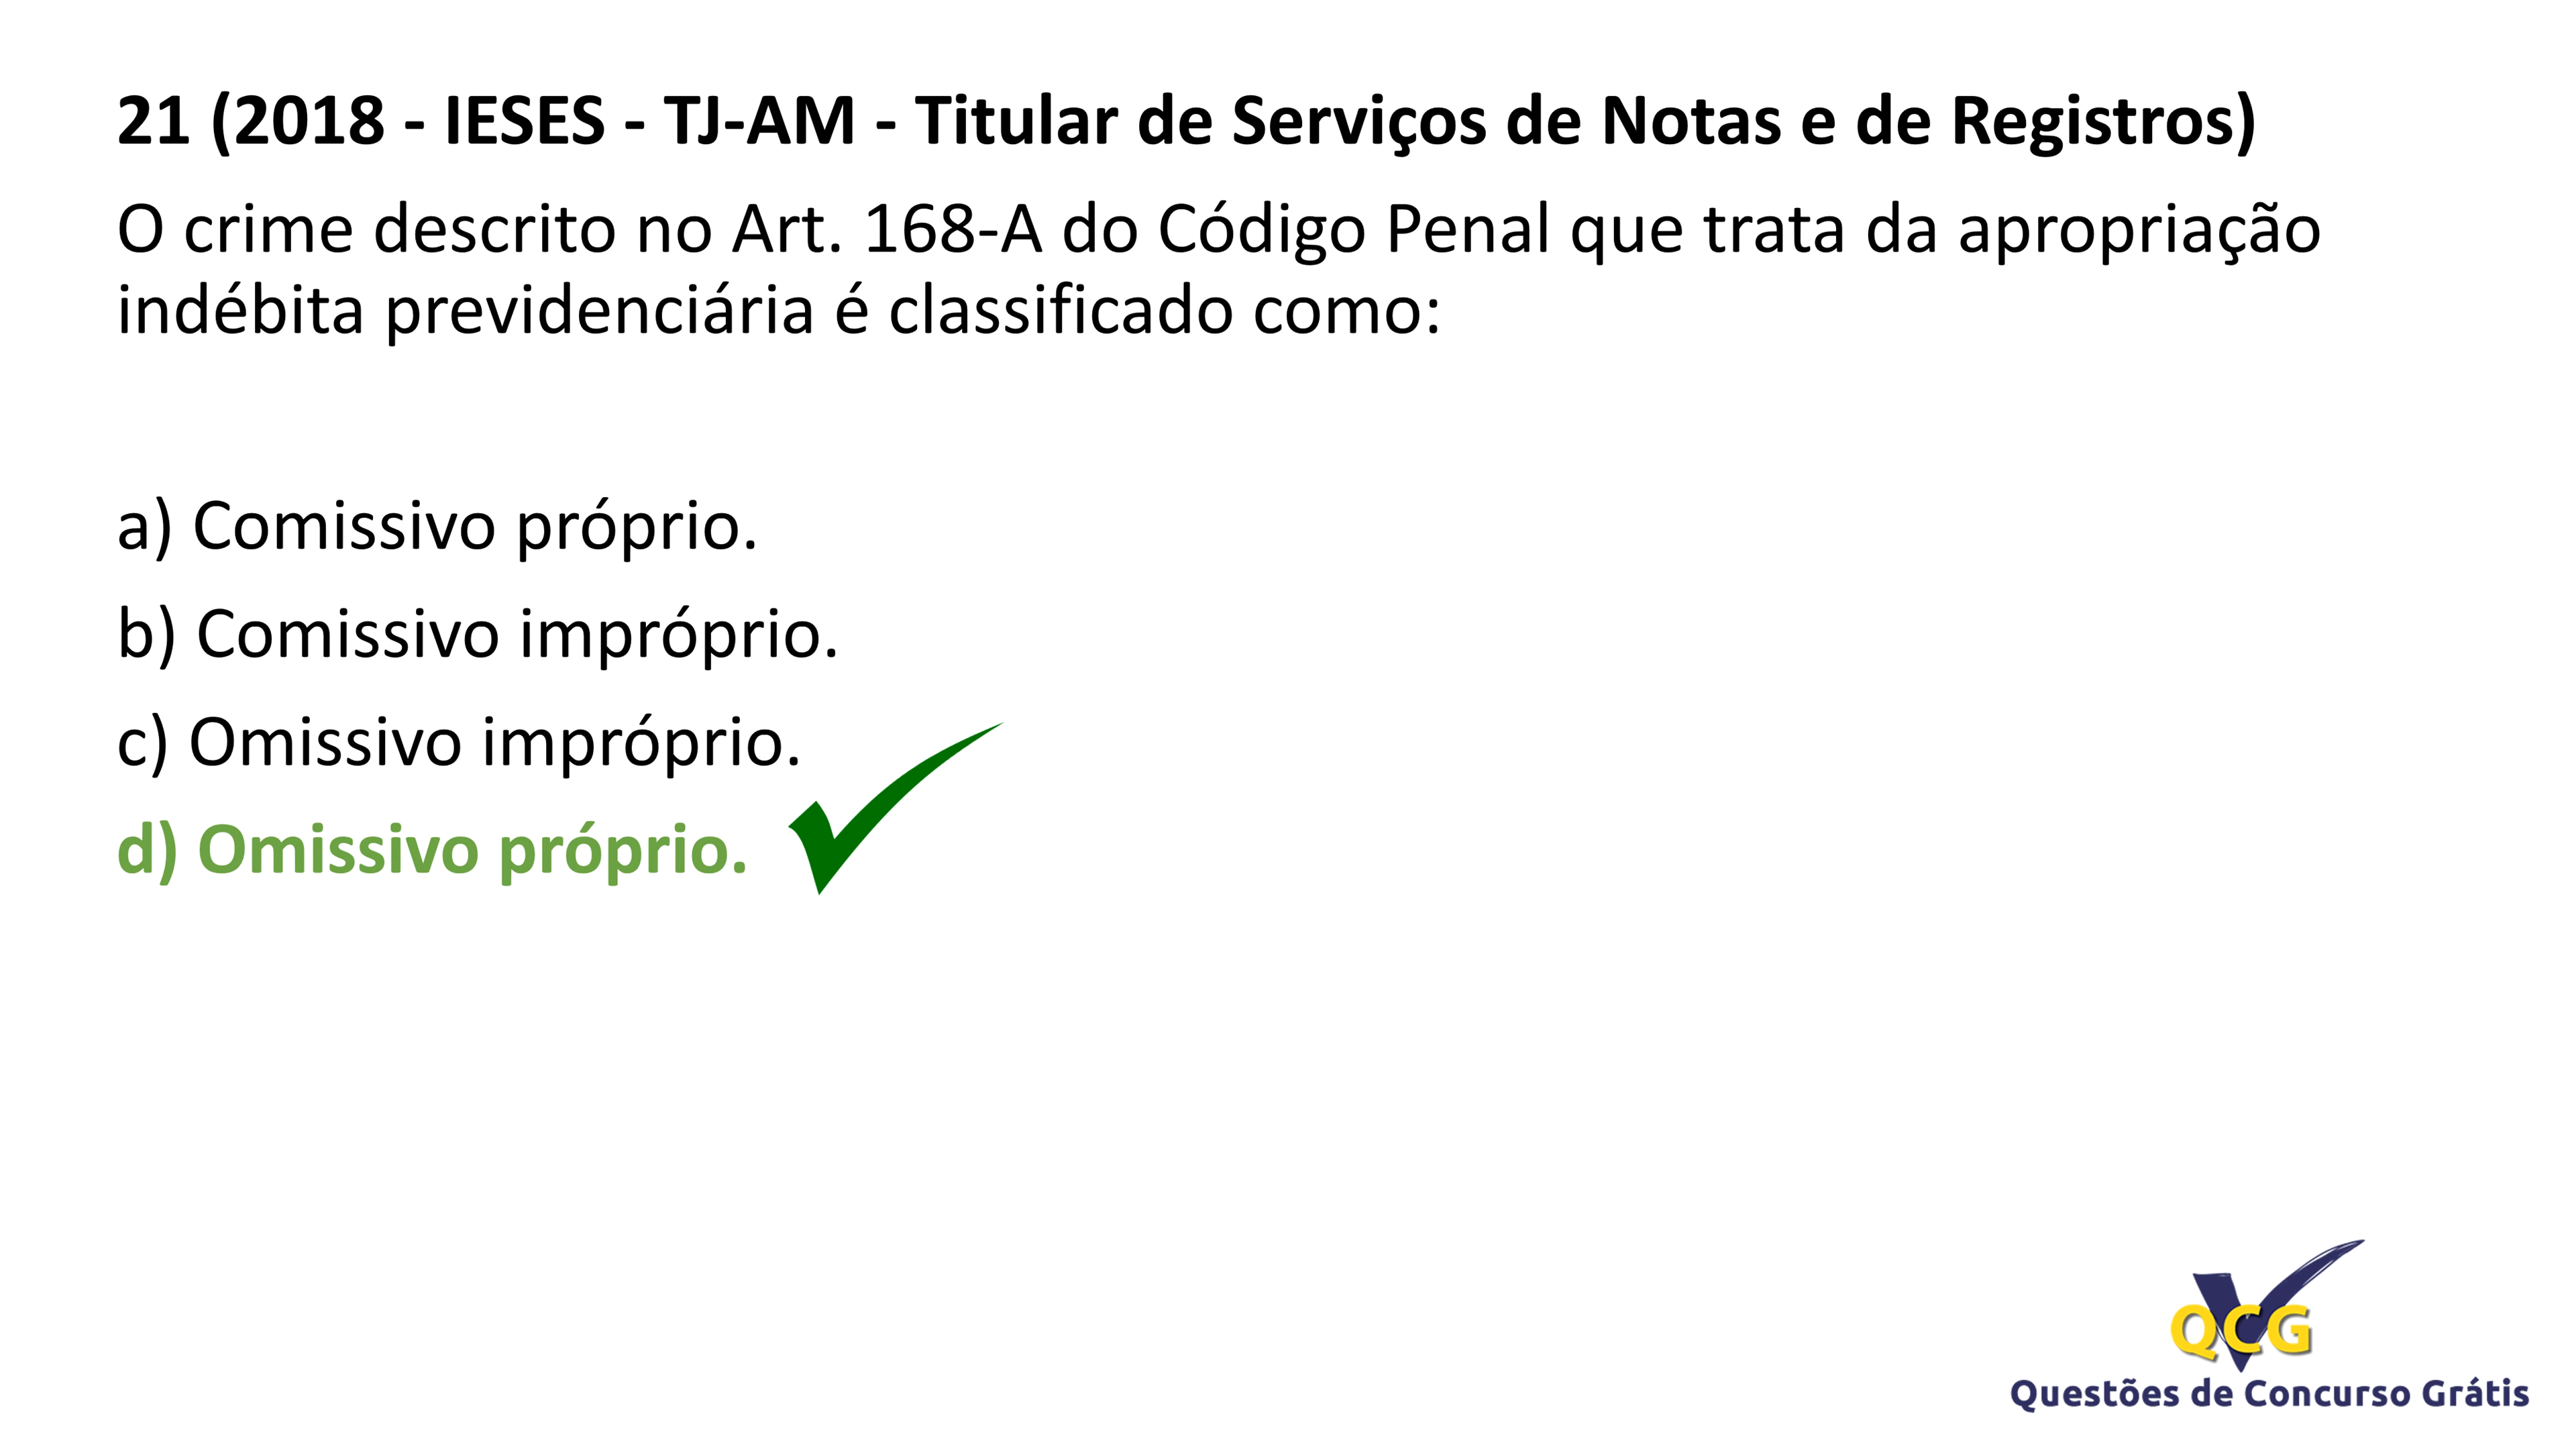 21 (2018 - IESES - TJ-AM - Titular de Serviços de Notas e de Registros)
O crime descrito no Art. 168-A do Código Penal que trata da apropriação
indébita previdenciária é classificado como:
a) Comissivo próprio.
b) Comissivo impróprio.
c) Omissivo impróprio.
d) Omissivo próprio.
QCG
Questões de Concurso Grátis